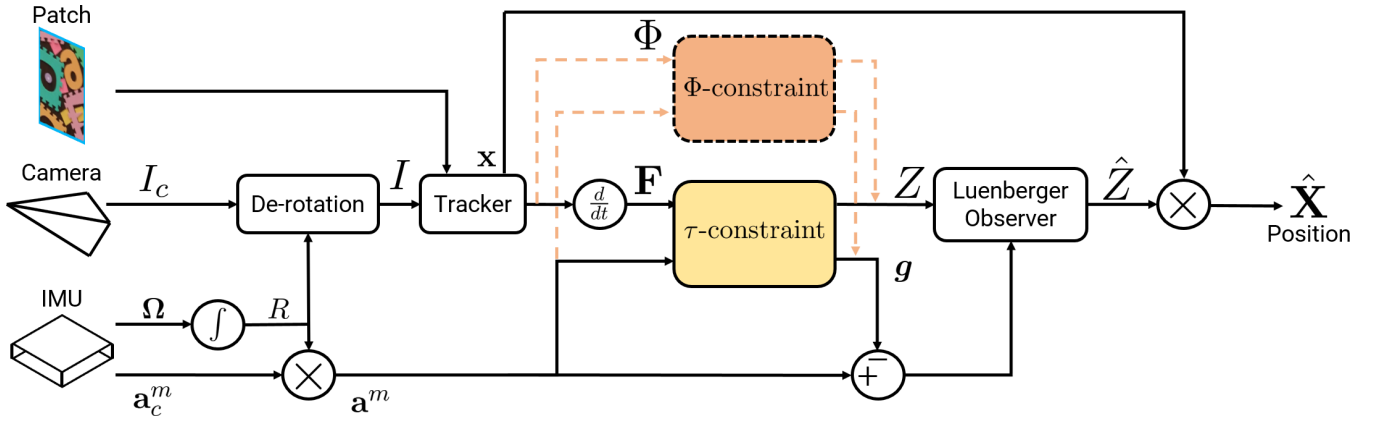 Patch
Φ
Φ-constraint
Camera
I_c
De-rotation
I
Tracker
x
d/dt
F
τ-constraint
Z
Luenberger
Observer
Ẑ
×
X̂
Position
IMU
Ω
∫
R
a_c^m
×
a^m
g
+ −